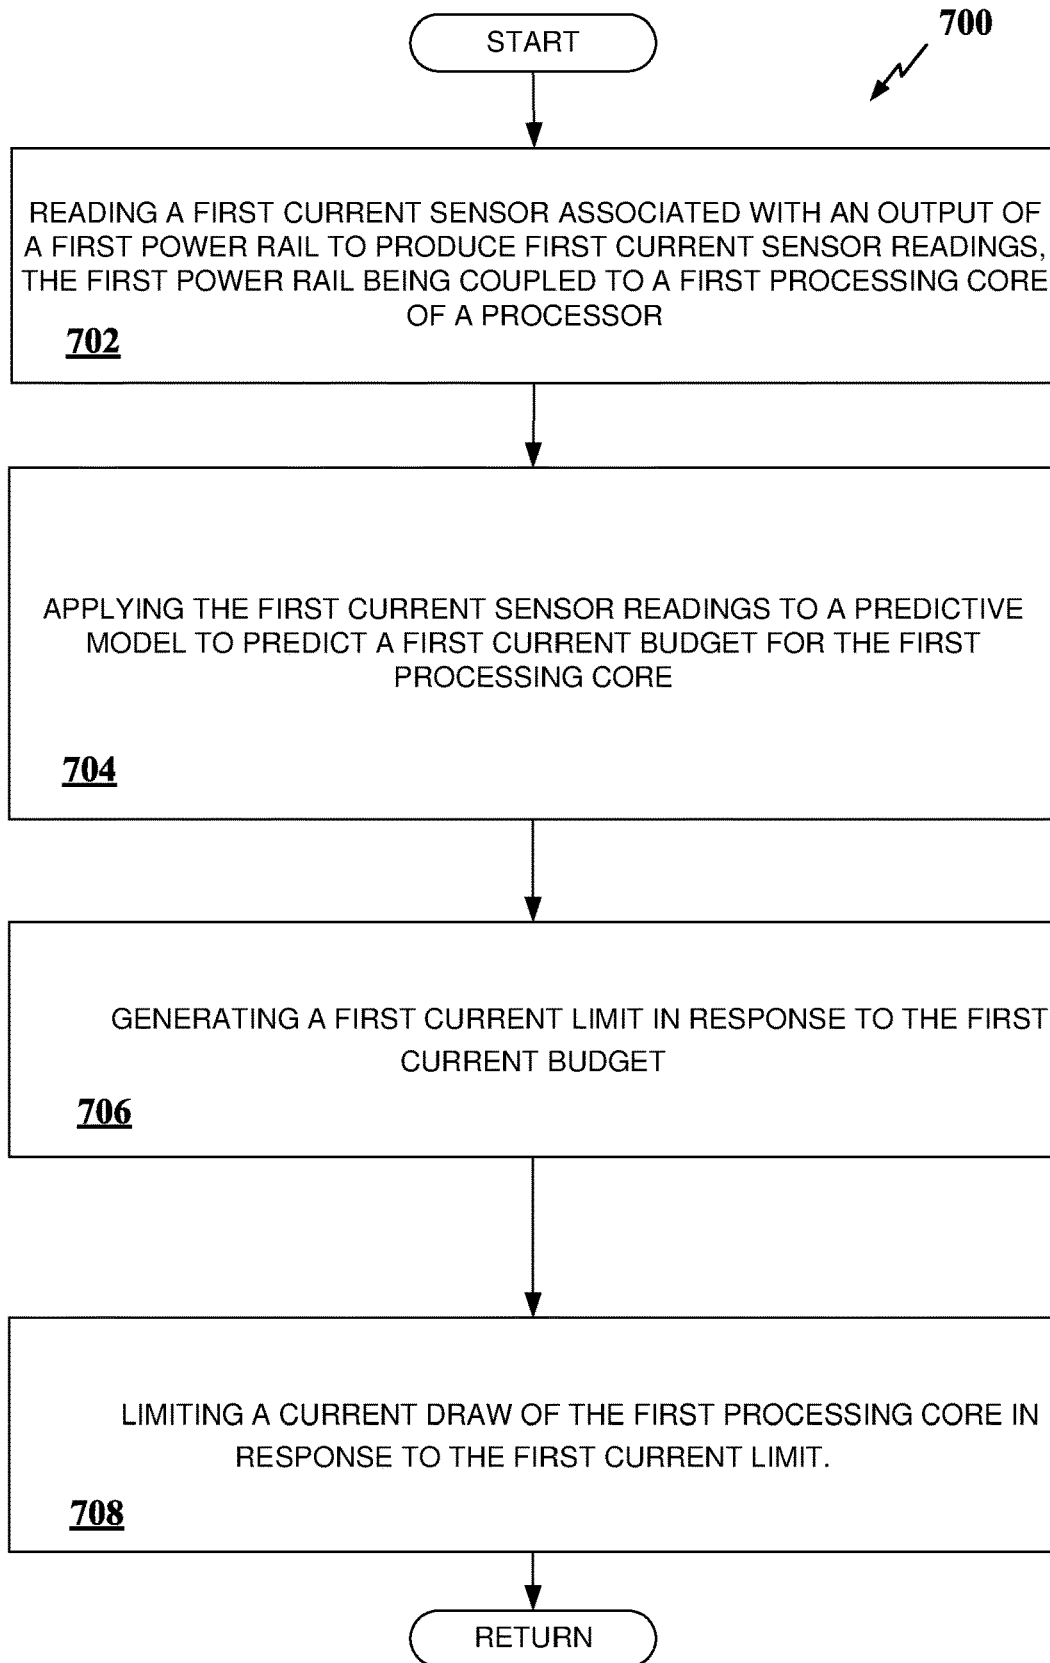 START
700
READING A FIRST CURRENT SENSOR ASSOCIATED WITH AN OUTPUT OF
A FIRST POWER RAIL TO PRODUCE FIRST CURRENT SENSOR READINGS,
THE FIRST POWER RAIL BEING COUPLED TO A FIRST PROCESSING CORE
OF A PROCESSOR
702
APPLYING THE FIRST CURRENT SENSOR READINGS TO A PREDICTIVE
MODEL TO PREDICT A FIRST CURRENT BUDGET FOR THE FIRST
PROCESSING CORE
704
GENERATING A FIRST CURRENT LIMIT IN RESPONSE TO THE FIRST
CURRENT BUDGET
706
LIMITING A CURRENT DRAW OF THE FIRST PROCESSING CORE IN
RESPONSE TO THE FIRST CURRENT LIMIT.
708
RETURN